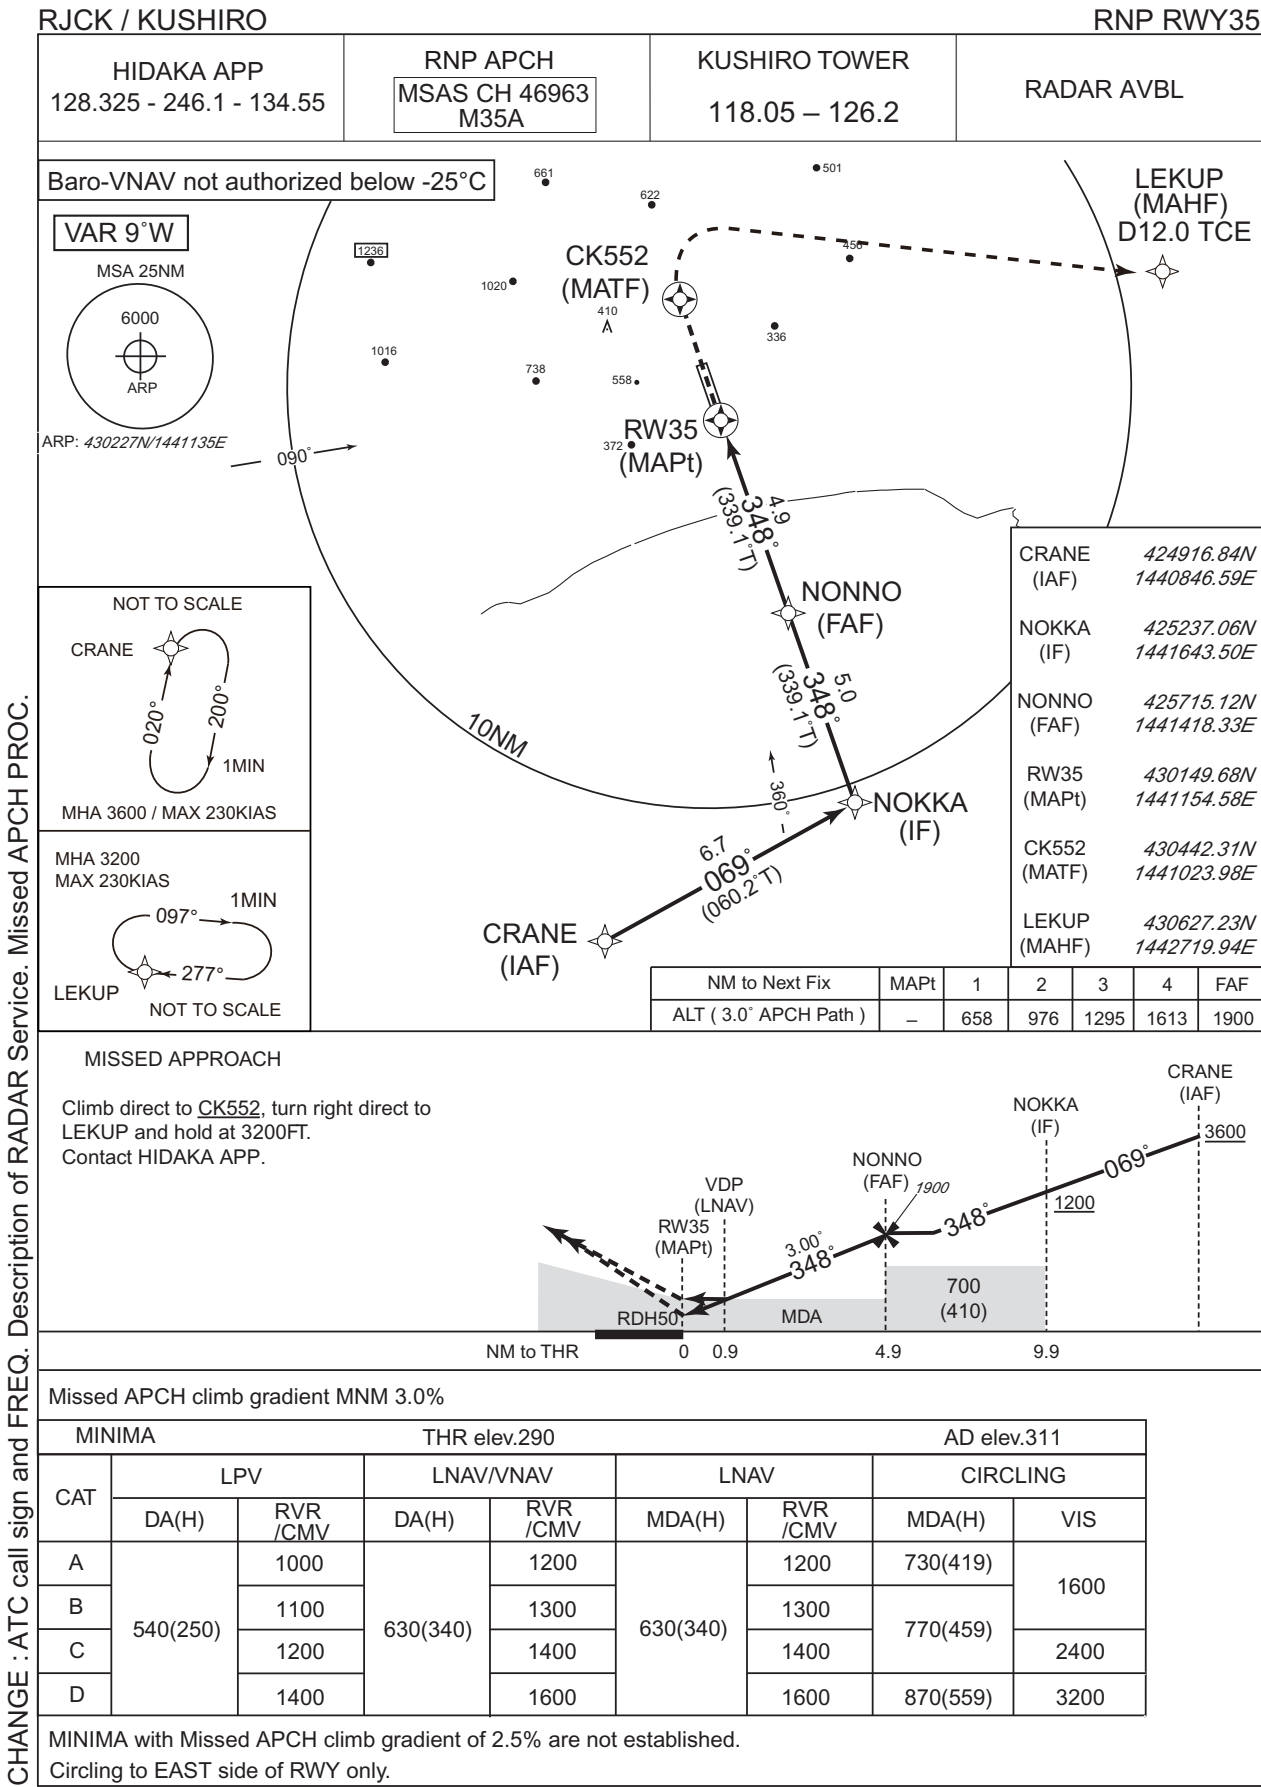 RJCK / KUSHIRO
RNP RWY35
HIDAKA APP
128.325 - 246.1 - 134.55
RNP APCH
MSAS CH 46963
M35A
KUSHIRO TOWER
118.05 – 126.2
RADAR AVBL
Baro-VNAV not authorized below -25°C
VAR 9°W
MSA 25NM
6000
ARP
ARP: 430227N/1441135E
661
622
501
1236
1020
410
456
336
1016
738
558
372
LEKUP
(MAHF)
D12.0 TCE
CK552
(MATF)
RW35
(MAPt)
090°
4.9
348°
(339.1°T)
NONNO
(FAF)
5.0
348°
(339.1°T)
10NM
360°
NOKKA
(IF)
6.7
069°
(060.2°T)
CRANE
(IAF)
NOT TO SCALE
CRANE
020°
200°
1MIN
MHA 3600 / MAX 230KIAS
MHA 3200
MAX 230KIAS
1MIN
097°
277°
LEKUP
NOT TO SCALE
CRANE 424916.84N
(IAF) 1440846.59E
NOKKA 425237.06N
(IF) 1441643.50E
NONNO 425715.12N
(FAF) 1441418.33E
RW35 430149.68N
(MAPt) 1441154.58E
CK552 430442.31N
(MATF) 1441023.98E
LEKUP 430627.23N
(MAHF) 1442719.94E
NM to Next Fix MAPt 1 2 3 4 FAF
ALT ( 3.0° APCH Path ) – 658 976 1295 1613 1900
MISSED APPROACH
Climb direct to CK552, turn right direct to
LEKUP and hold at 3200FT.
Contact HIDAKA APP.
CRANE
(IAF)
3600
069°
NOKKA
(IF)
1200
348°
NONNO
(FAF)
1900
VDP
(LNAV)
RW35
(MAPt)
3.00°
348°
700
(410)
MDA
RDH50
NM to THR 0 0.9 4.9 9.9
Missed APCH climb gradient MNM 3.0%
MINIMA THR elev.290 AD elev.311
CAT LPV LNAV/VNAV LNAV CIRCLING
DA(H) RVR /CMV DA(H) RVR /CMV MDA(H) RVR /CMV MDA(H) VIS
A 540(250) 1000 630(340) 1200 630(340) 1200 730(419) 1600
B 1100 1300 1300 770(459)
C 1200 1400 1400 2400
D 1400 1600 1600 870(559) 3200
MINIMA with Missed APCH climb gradient of 2.5% are not established.
Circling to EAST side of RWY only.
CHANGE : ATC call sign and FREQ. Description of RADAR Service. Missed APCH PROC.